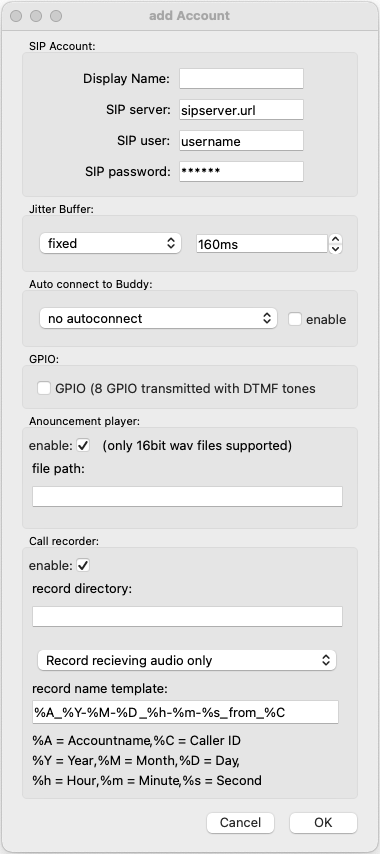 add Account
SIP Account:
Display Name:
SIP server: sipserver.url
SIP user: username
SIP password: ******
Jitter Buffer:
fixed 160ms
Auto connect to Buddy:
no autoconnect enable
GPIO:
GPIO (8 GPIO transmitted with DTMF tones
Anouncement player:
enable: (only 16bit wav files supported)
file path:
Call recorder:
enable:
record directory:
Record recieving audio only
record name template:
%A_%Y-%M-%D_%h-%m-%s_from_%C
%A = Accountname,%C = Caller ID
%Y = Year,%M = Month,%D = Day,
%h = Hour,%m = Minute,%s = Second
Cancel OK